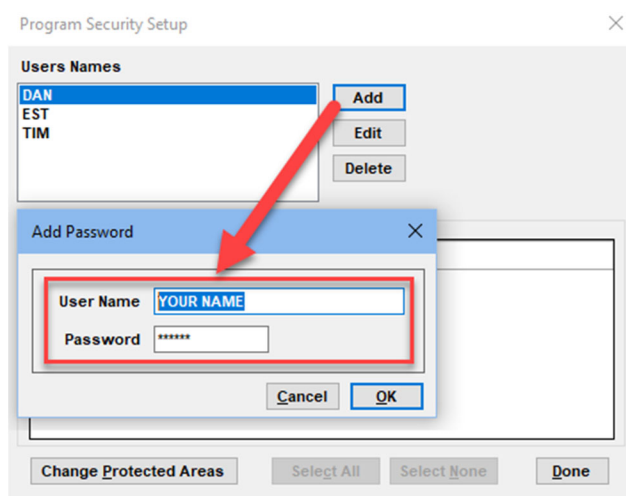 Program Security Setup
Users Names
DAN
EST
TIM
Add
Edit
Delete
Add Password
User Name YOUR NAME
Password ******
Cancel OK
Change Protected Areas Select All Select None Done